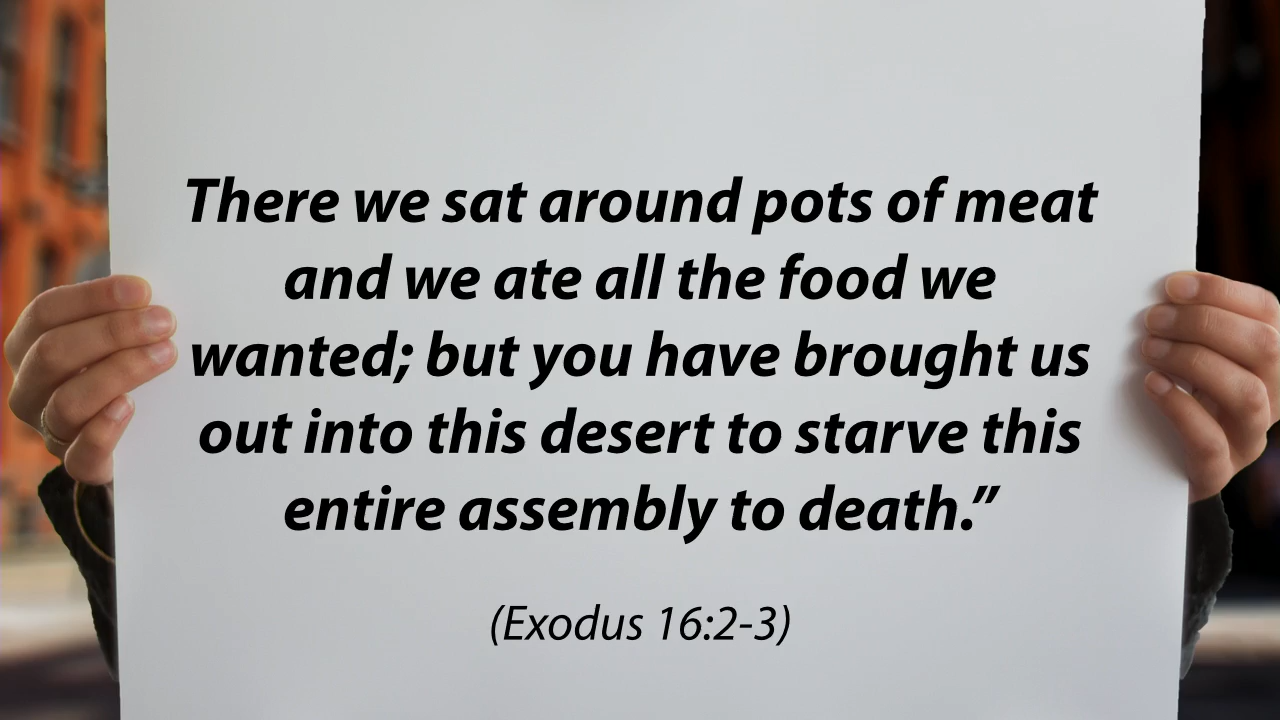 There we sat around pots of meat
and we ate all the food we
wanted; but you have brought us
out into this desert to starve this
entire assembly to death.”
(Exodus 16:2-3)